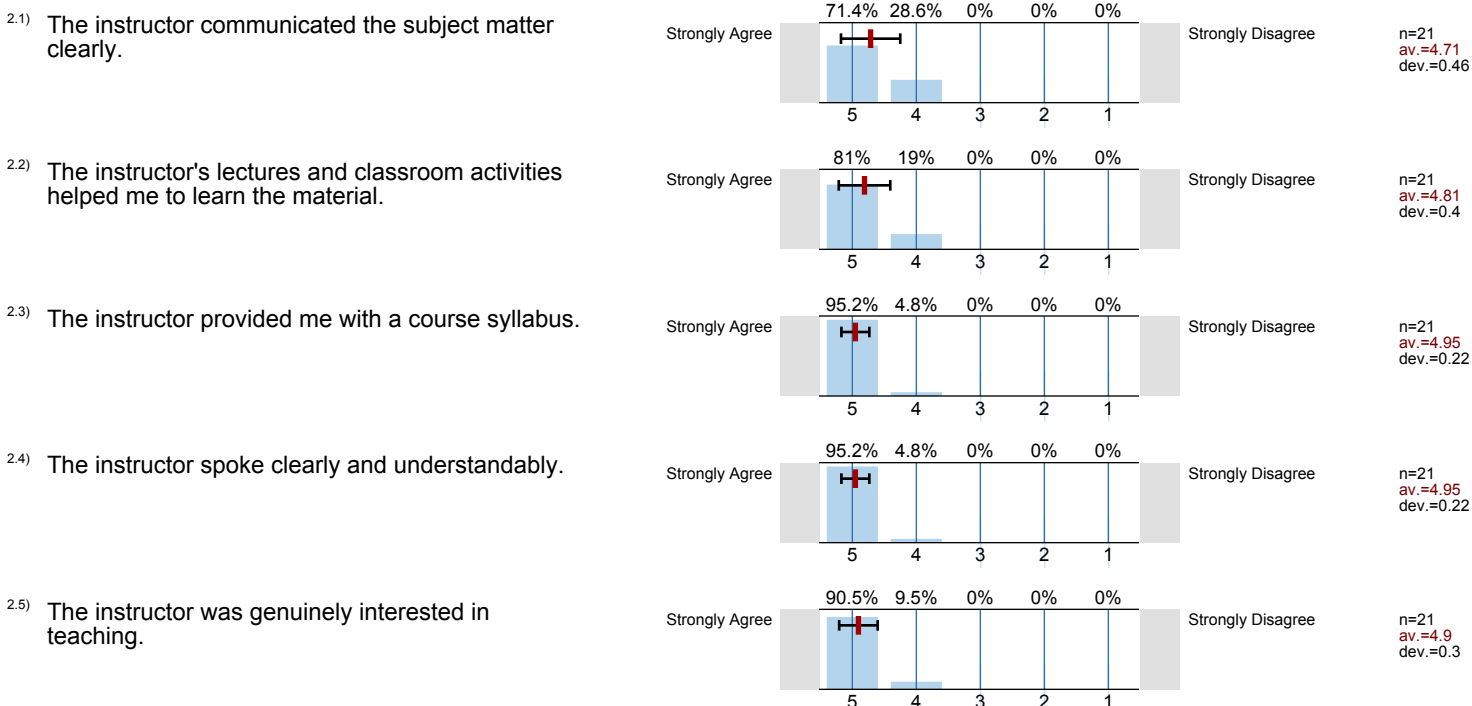 71.4% 28.6% 0% 0% 0%
2.1) The instructor communicated the subject matter
clearly.
Strongly Agree
Strongly Disagree
n=21
av.=4.71
dev.=0.46
5 4 3 2 1
81% 19% 0% 0% 0%
2.2) The instructor's lectures and classroom activities
helped me to learn the material.
Strongly Agree
Strongly Disagree
n=21
av.=4.81
dev.=0.4
5 4 3 2 1
95.2% 4.8% 0% 0% 0%
2.3) The instructor provided me with a course syllabus.
Strongly Agree
Strongly Disagree
n=21
av.=4.95
dev.=0.22
5 4 3 2 1
95.2% 4.8% 0% 0% 0%
2.4) The instructor spoke clearly and understandably.
Strongly Agree
Strongly Disagree
n=21
av.=4.95
dev.=0.22
5 4 3 2 1
90.5% 9.5% 0% 0% 0%
2.5) The instructor was genuinely interested in
teaching.
Strongly Agree
Strongly Disagree
n=21
av.=4.9
dev.=0.3
5 4 3 2 1